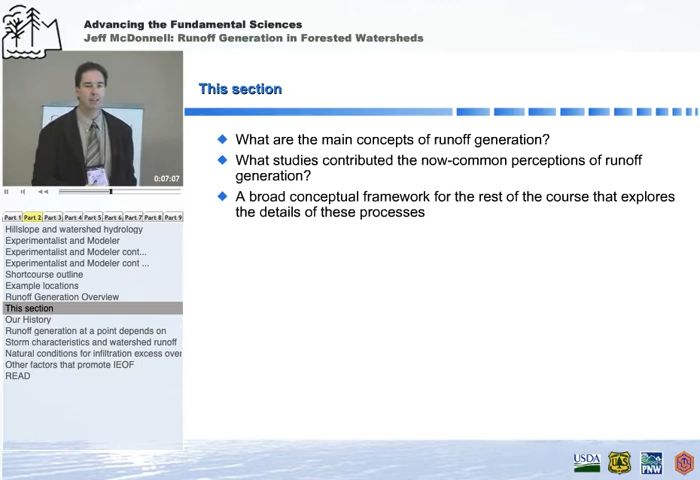 Advancing the Fundamental Sciences
Jeff McDonnell: Runoff Generation in Forested Watersheds
0:07:07
This section
What are the main concepts of runoff generation?
What studies contributed the now-common perceptions of runoff
generation?
A broad conceptual framework for the rest of the course that explores
the details of these processes
Part 1 Part 2 Part 3 Part 4 Part 5 Part 6 Part 7 Part 8 Part 9
Hillslope and watershed hydrology
Experimentalist and Modeler
Experimentalist and Modeler cont...
Experimentalist and Modeler cont ...
Shortcourse outline
Example locations
Runoff Generation Overview
This section
Our History
Runoff generation at a point depends on
Storm characteristics and watershed runoff
Natural conditions for infiltration excess over
Other factors that promote IEOF
READ
USDA
UAS
PNW